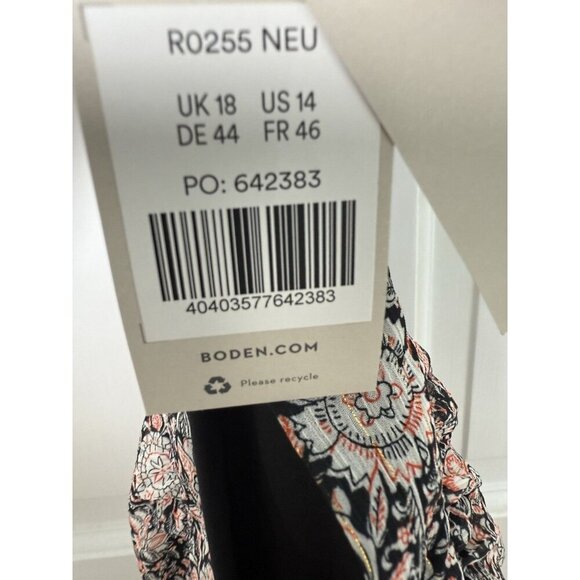 R0255 NEU
UK 18 US 14
DE 44 FR 46
PO: 642383
40403577642383
BODEN.COM
Please recycle